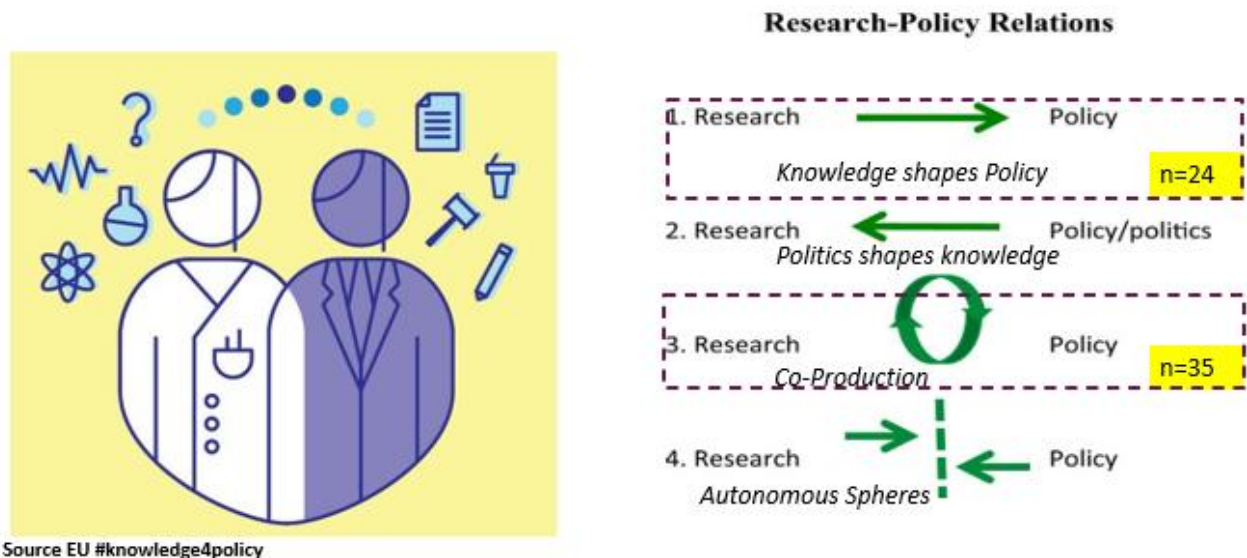 Research-Policy Relations
1. Research Policy
Knowledge shapes Policy n=24
2. Research Policy/politics
Politics shapes knowledge
3. Research Policy
Co-Production n=35
4. Research Policy
Autonomous Spheres
Source EU #knowledge4policy